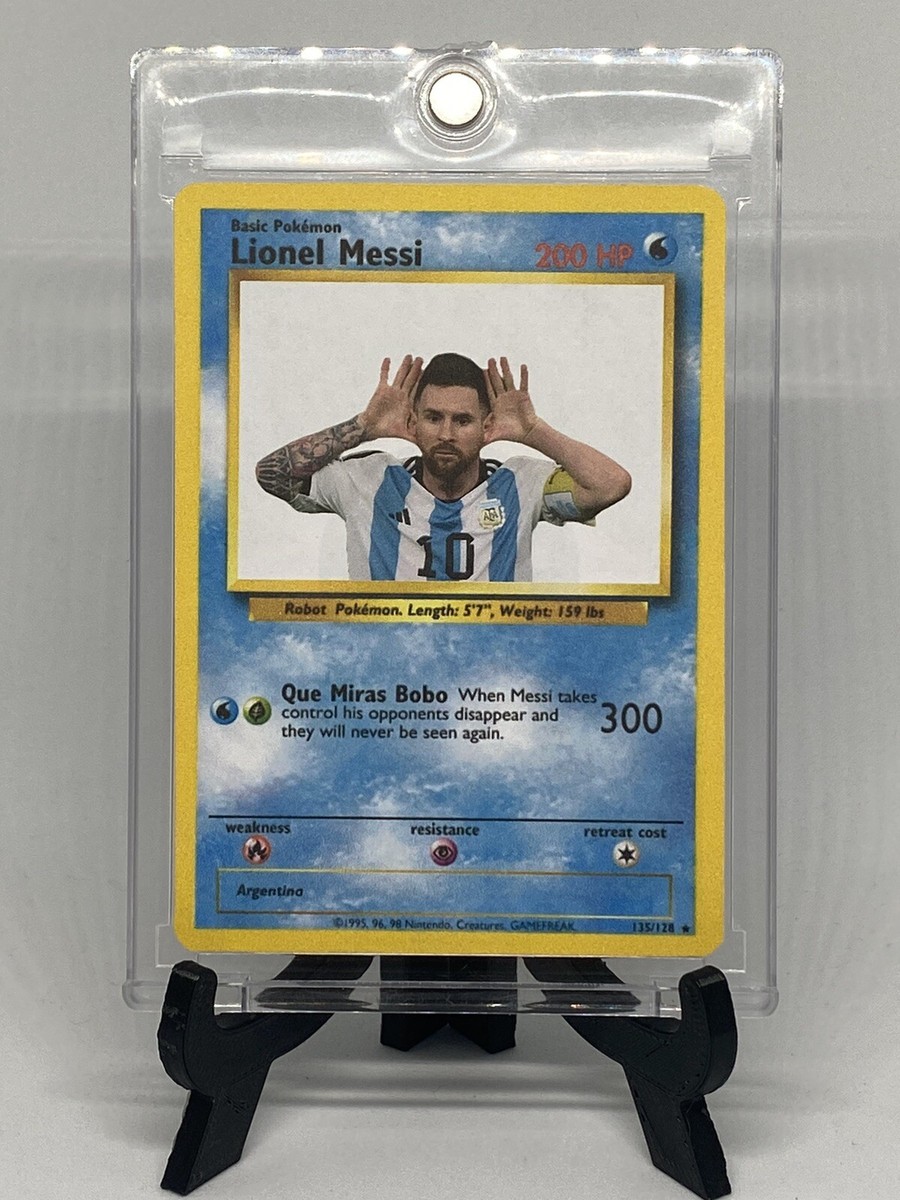 Basic Pokémon
Lionel Messi 200 HP
AFA
10
Robot Pokémon. Length: 5'7", Weight: 159 lbs
Que Miras Bobo When Messi takes
control his opponents disappear and 300
they will never be seen again.
weakness resistance retreat cost
Argentina
©1995, 96, 98 Nintendo, Creatures, GAMEFREAK. 135/128